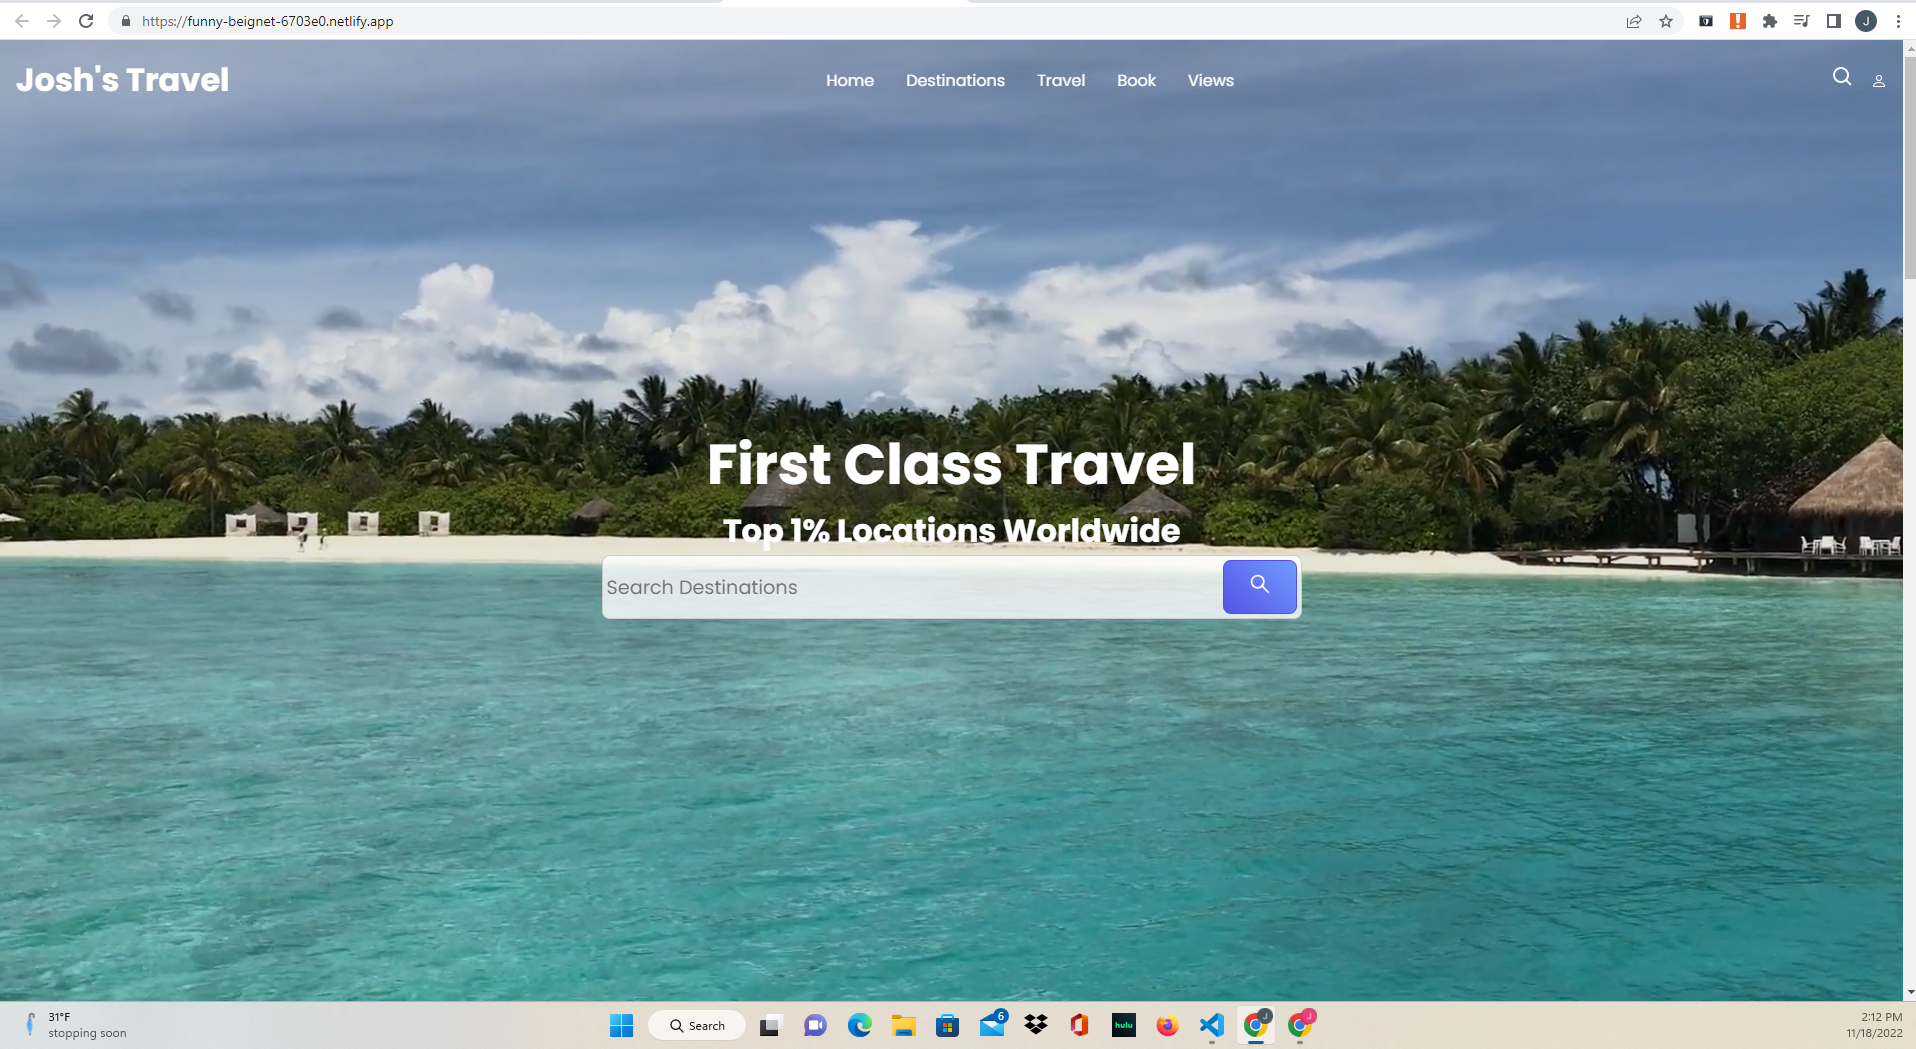 https://funny-beignet-6703e0.netlify.app
J
Josh's Travel
Home
Destinations
Travel
Book
Views
First Class Travel
Top 1% Locations Worldwide
Search Destinations
31°F
stopping soon
Search
6
hulu
J
J
2:12 PM
11/18/2022